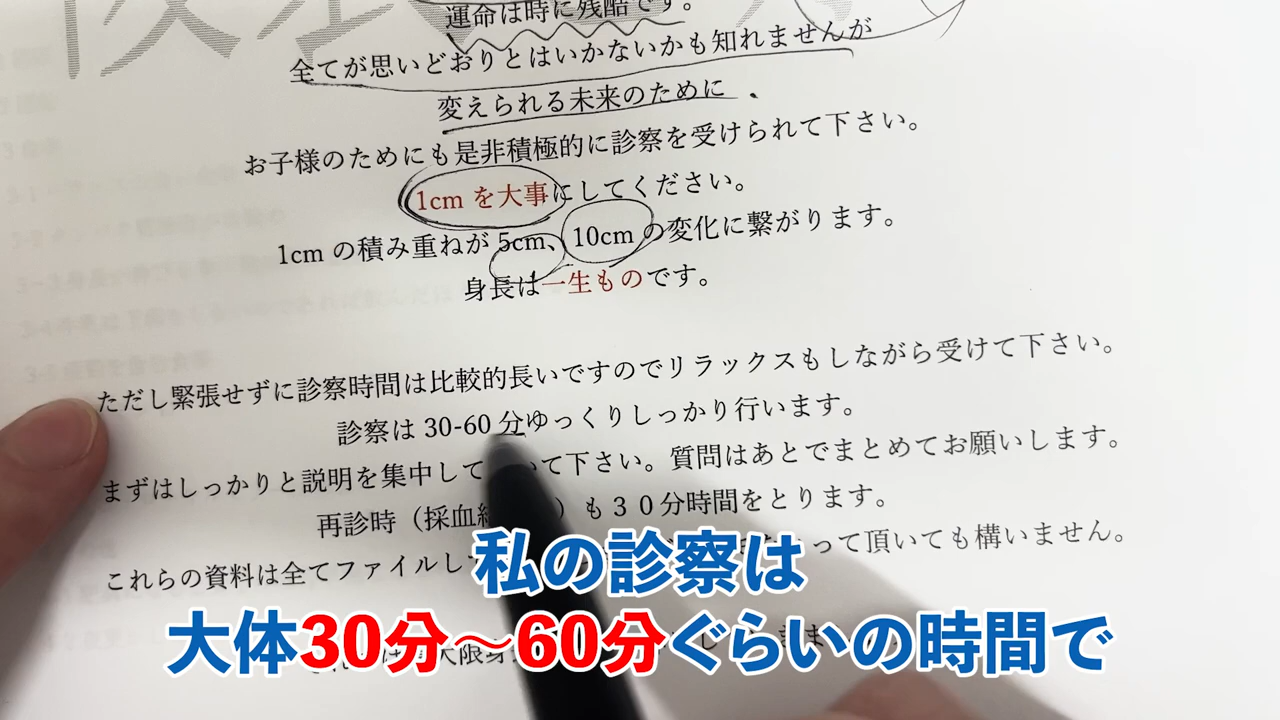 運命は時に残酷です。
全てが思いどおりとはいかないかも知れませんが
変えられる未来のために
お子様のためにも是非積極的に診察を受けられて下さい。
1cmを大事にしてください。
1cmの積み重ねが5cm、10cmの変化に繋がります。
身長は一生ものです。
ただし緊張せずに診察時間は比較的長いですのでリラックスもしながら受けて下さい。
診察は30-60分ゆっくりしっかり行います。
まずはしっかりと説明を集中して いて下さい。質問はあとでまとめてお願いします。
再診時（採血 ）も３０分時間をとります。
これらの資料は全てファイルし って頂いても構いません。
私の診察は
大体30分～60分ぐらいの時間で